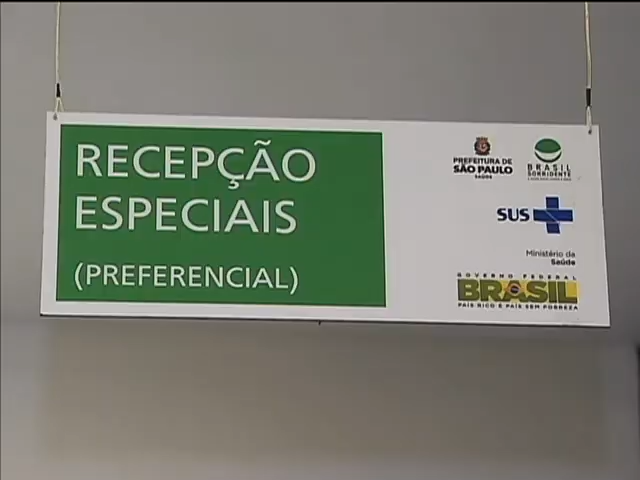 RECEPÇÃO
ESPECIAIS
(PREFERENCIAL)
PREFEITURA DE
SÃO PAULO
SAÚDE
BRASIL
SORRIDENTE
SUS
Ministério da
Saúde
GOVERNO FEDERAL
BRASIL
PAÍS RICO É PAÍS SEM POBREZA